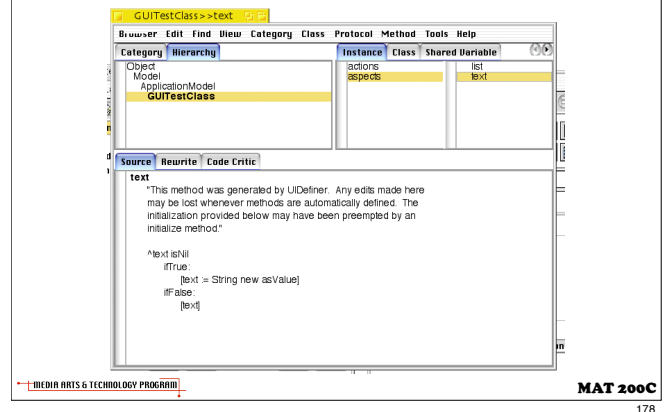 GUITestClass>>text
Browser Edit Find View Category Class Protocol Method Tools Help
Category Hierarchy
Instance Class Shared Variable
Object
Model
ApplicationModel
GUITestClass
actions
aspects
list
text
Source Rewrite Code Critic
text
"This method was generated by UIDefiner.  Any edits made here
may be lost whenever methods are automatically defined.  The
initialization provided below may have been preempted by an
initialize method."
^text isNil
ifTrue:
[text := String new asValue]
ifFalse:
[text]
MEDIA ARTS & TECHNOLOGY PROGRAM
MAT 200C
178